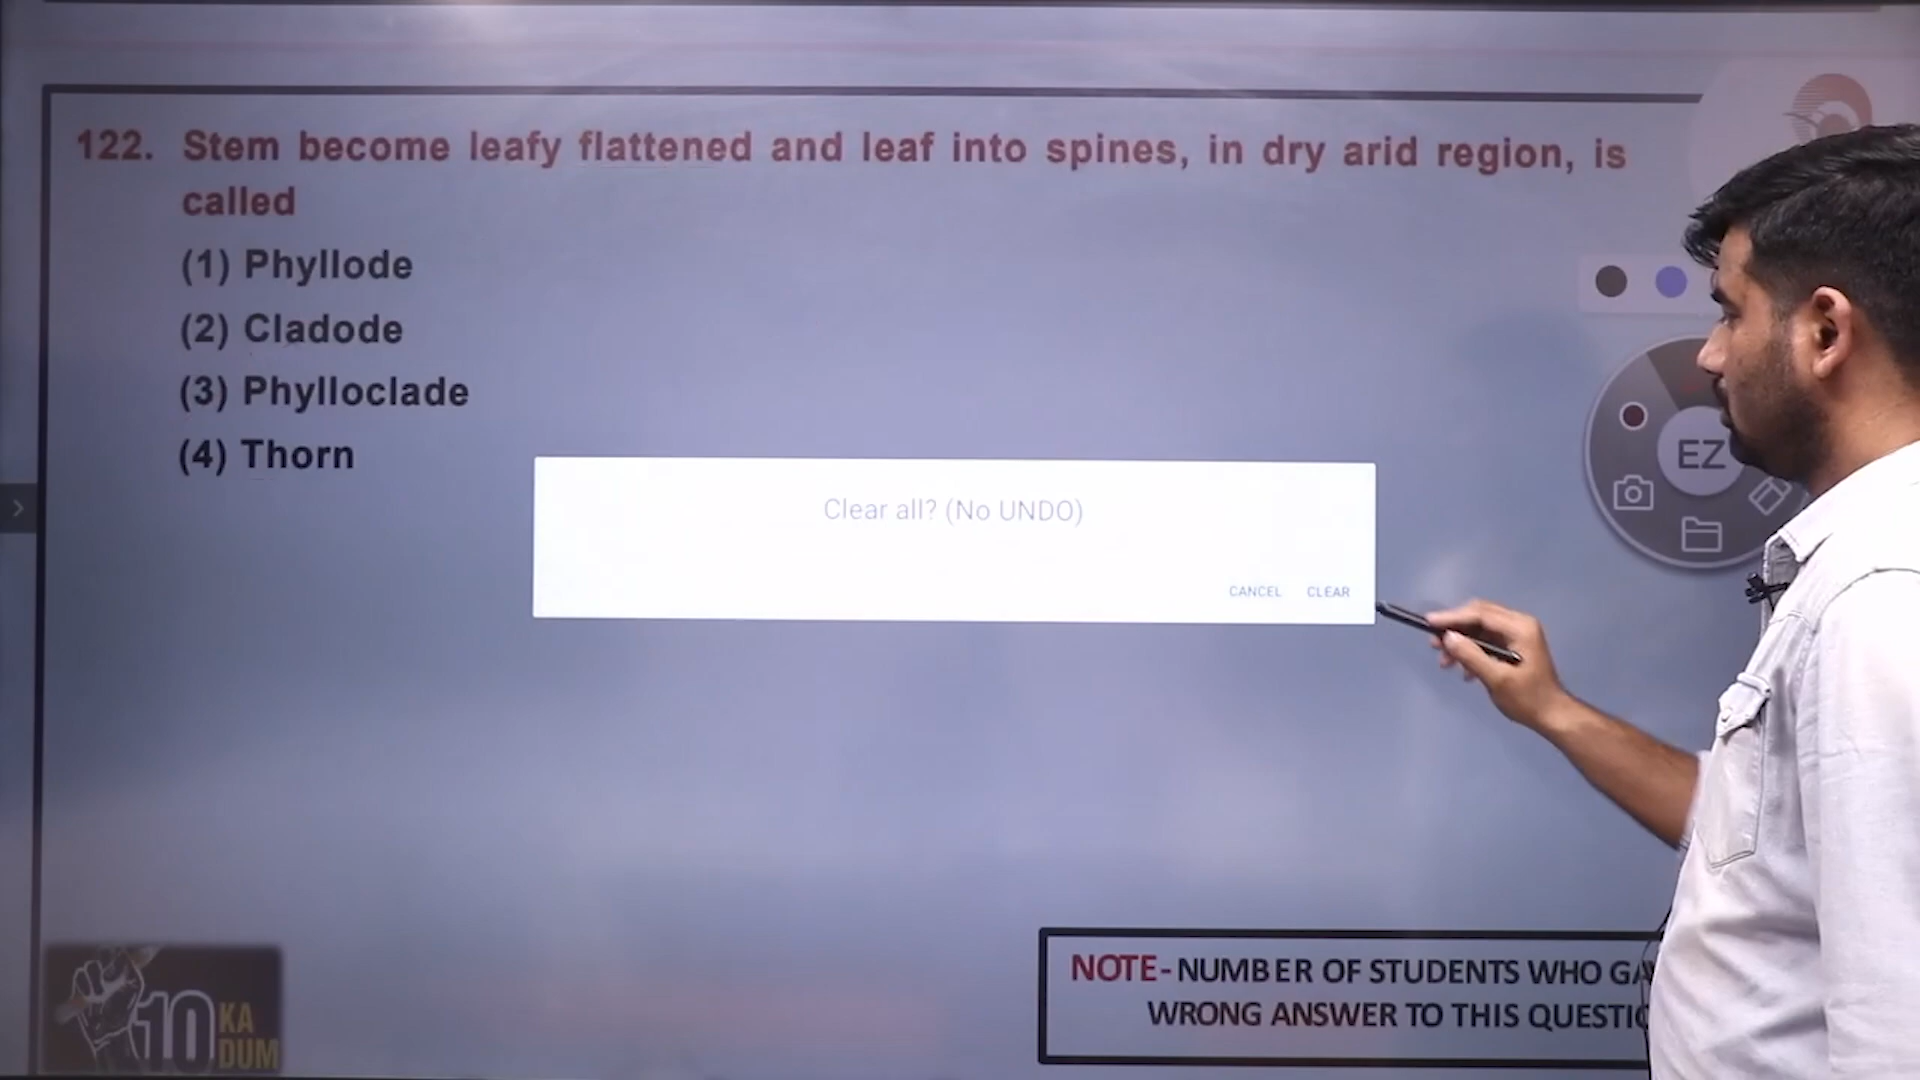 122. Stem become leafy flattened and leaf into spines, in dry arid region, is
called
(1) Phyllode
(2) Cladode
(3) Phylloclade
(4) Thorn
EZ
Clear all? (No UNDO)
CANCEL CLEAR
NOTE- NUMBER OF STUDENTS WHO
WRONG ANSWER TO THIS
10 KA
DUM